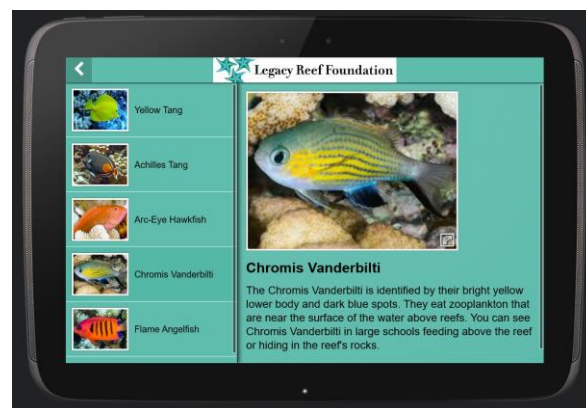 Legacy Reef Foundation
Yellow Tang
Achilles Tang
Arc-Eye Hawkfish
Chromis Vanderbilti
Flame Angelfish
Chromis Vanderbilti
The Chromis Vanderbilti is identified by their bright yellow
lower body and dark blue spots. They eat zooplankton that
are near the surface of the water above reefs. You can see
Chromis Vanderbilti in large schools feeding above the reef
or hiding in the reef's rocks.